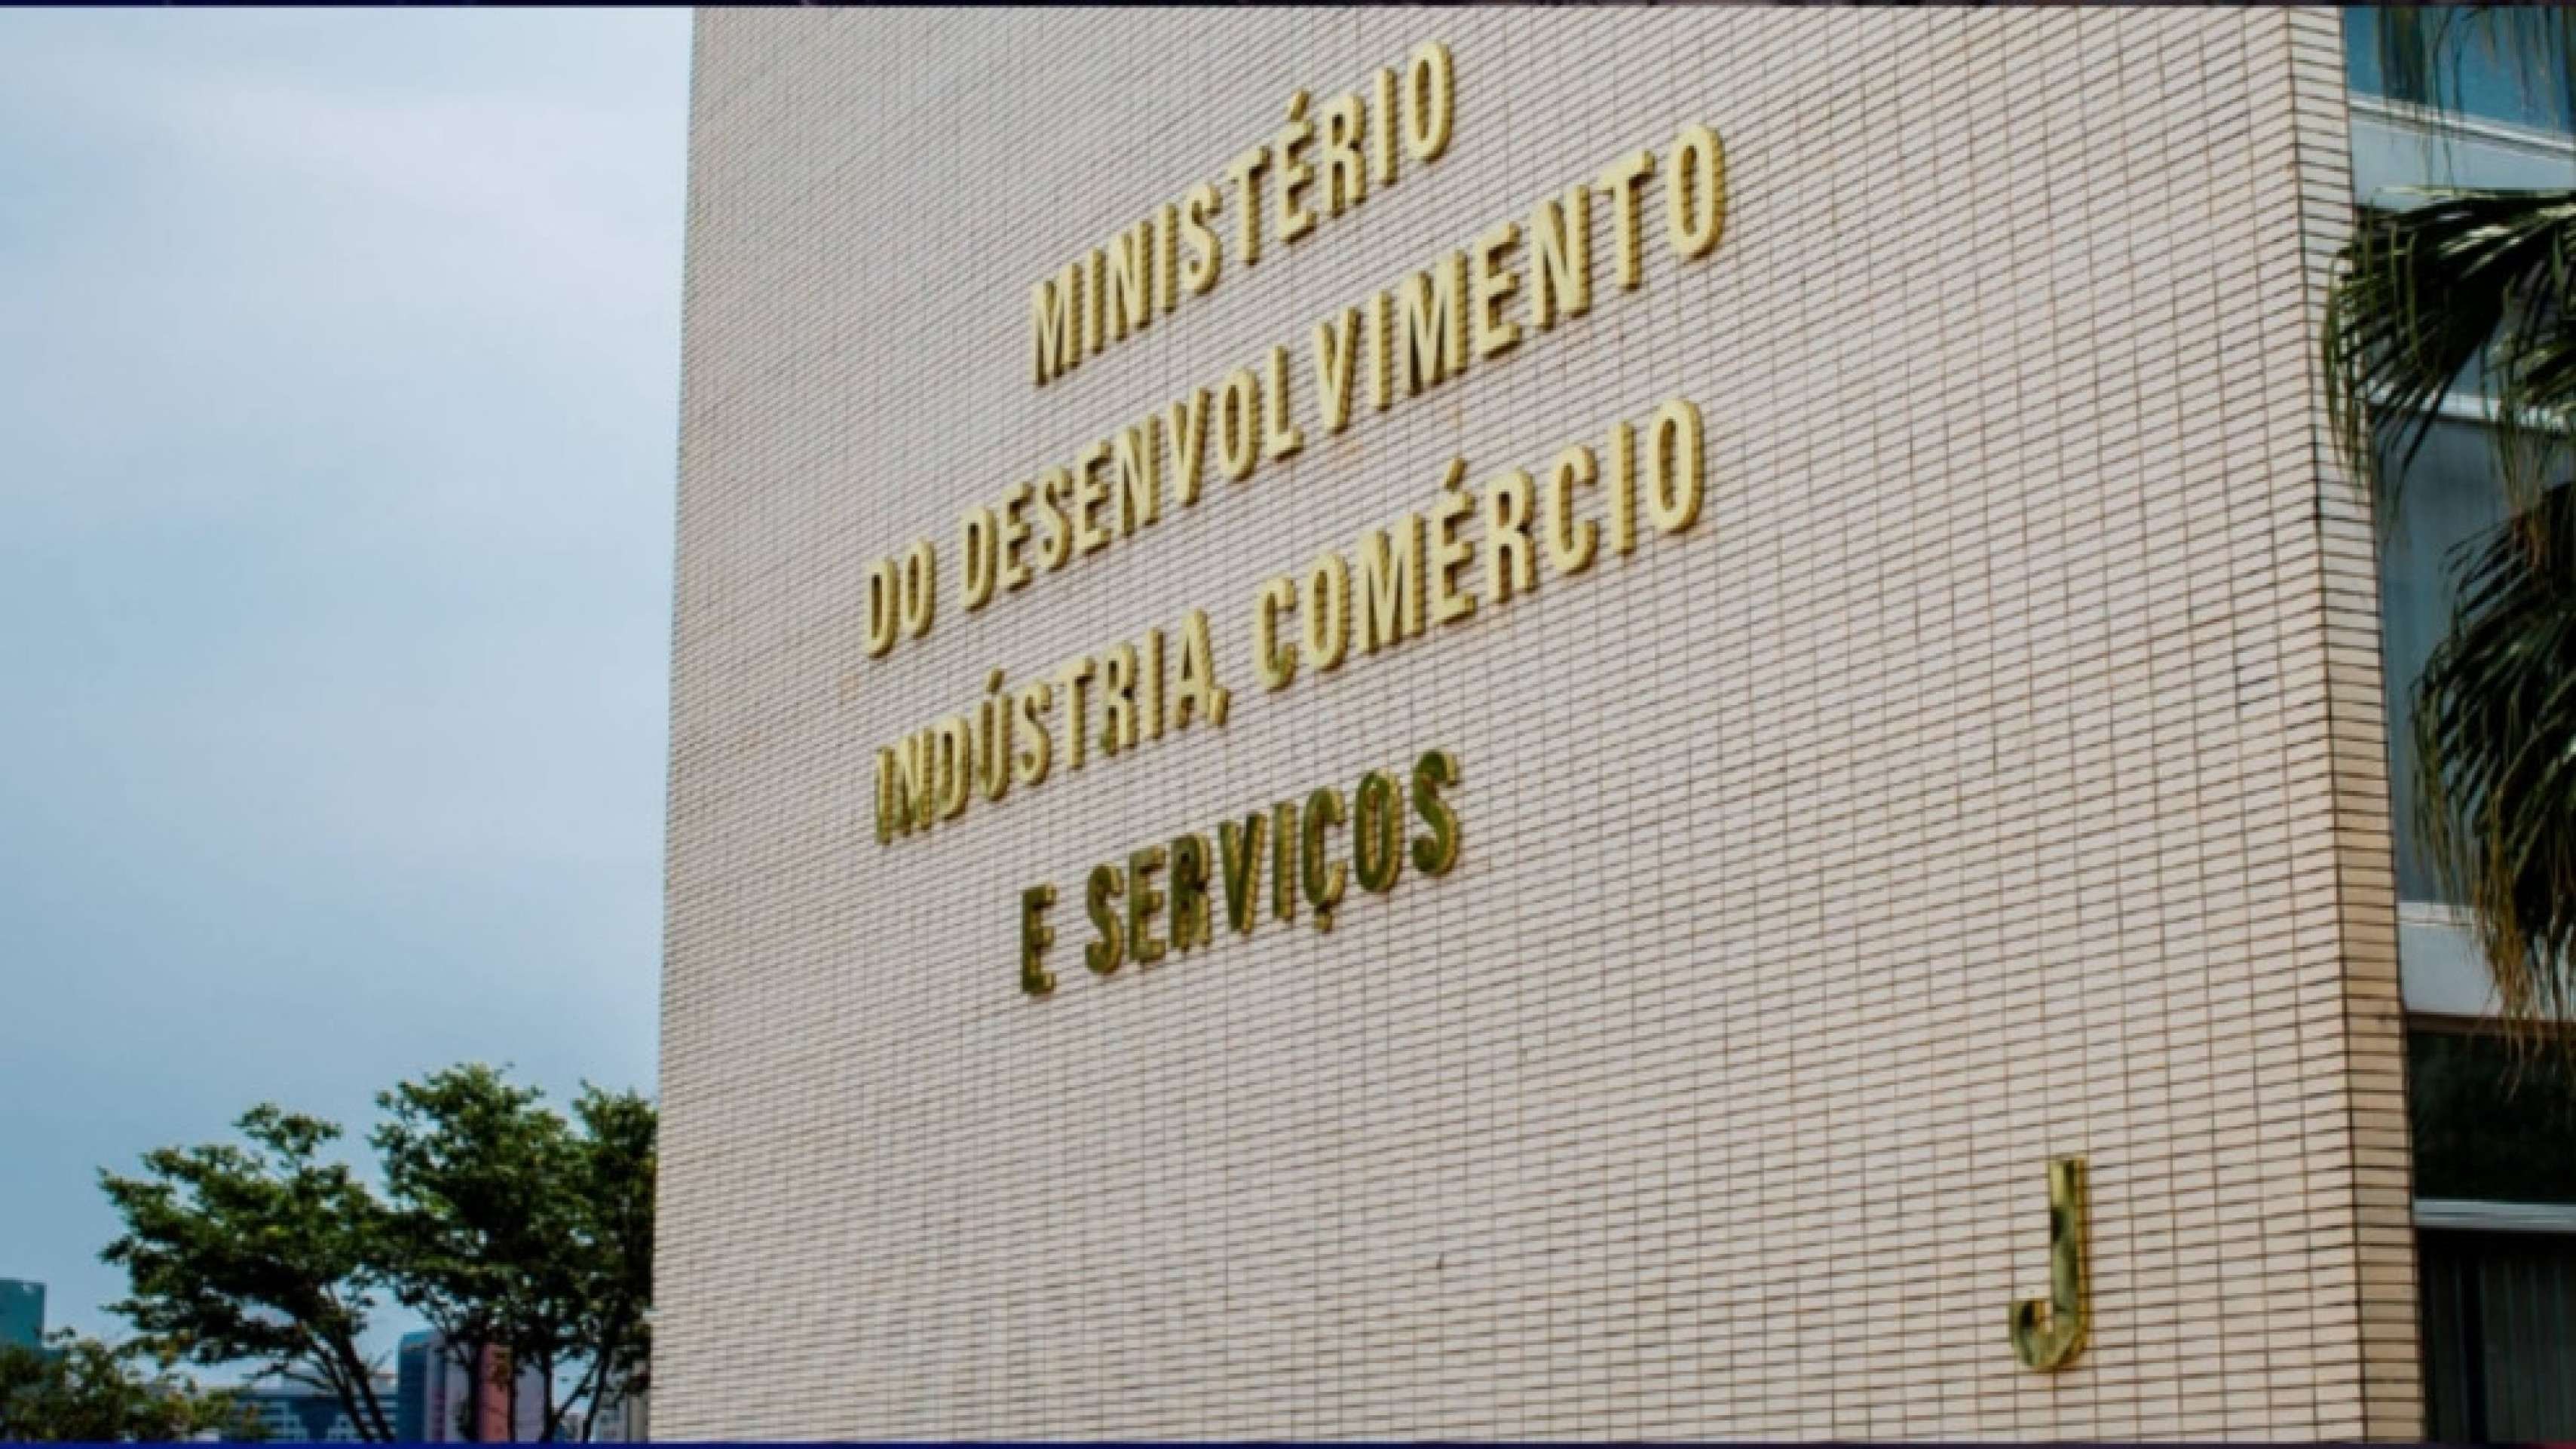 MINISTÉRIO
DO DESENVOLVIMENTO
INDÚSTRIA, COMÉRCIO
E SERVIÇOS
J